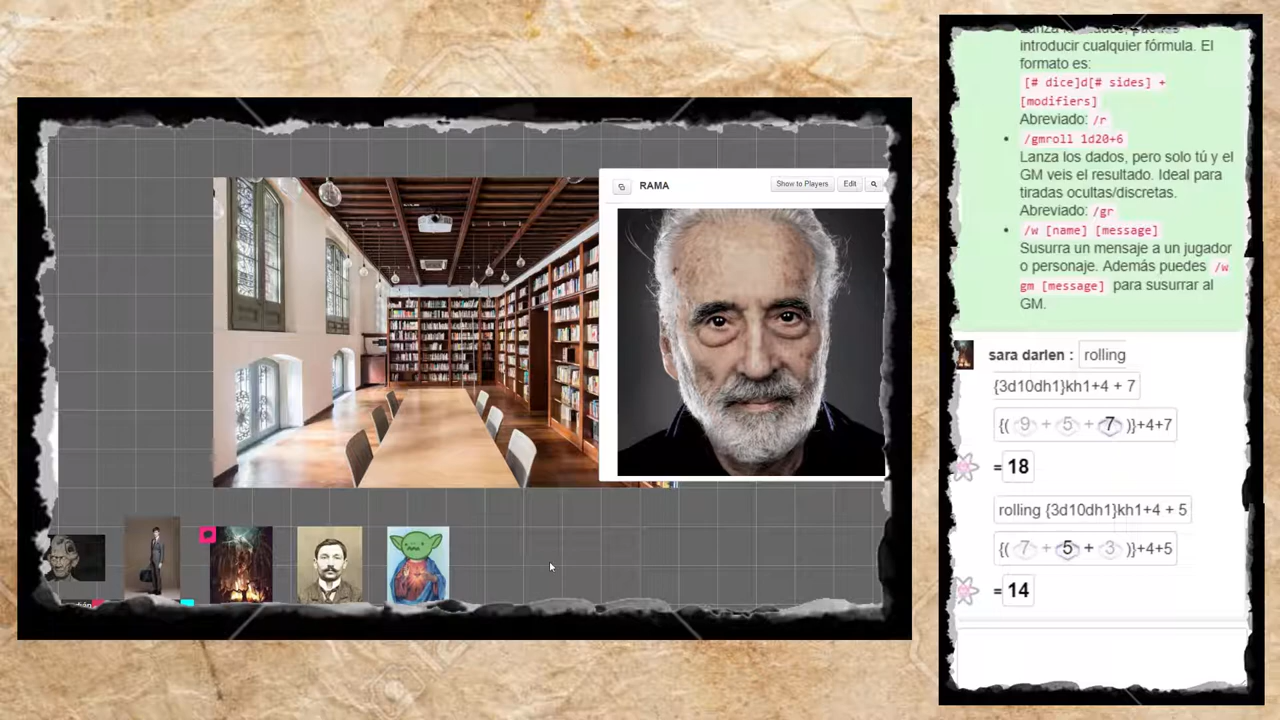 RAMA
Show to Players
Edit
introducir cualquier fórmula. El
formato es:
[# dice]d[# sides] +
[modifiers]
Abreviado: /r
/gmroll 1d20+6
Lanza los dados, pero solo tú y el
GM veis el resultado. Ideal para
tiradas ocultas/discretas.
Abreviado: /gr
/w [name] [message]
Susurra un mensaje a un jugador
o personaje. Además puedes /w
gm [message] para susurrar al
GM.
sara darlen : rolling
{3d10dh1}kh1+4 + 7
{( 9 + 5 + 7 )}+4+7
= 18
rolling {3d10dh1}kh1+4 + 5
{( 7 + 5 + 3 )}+4+5
= 14